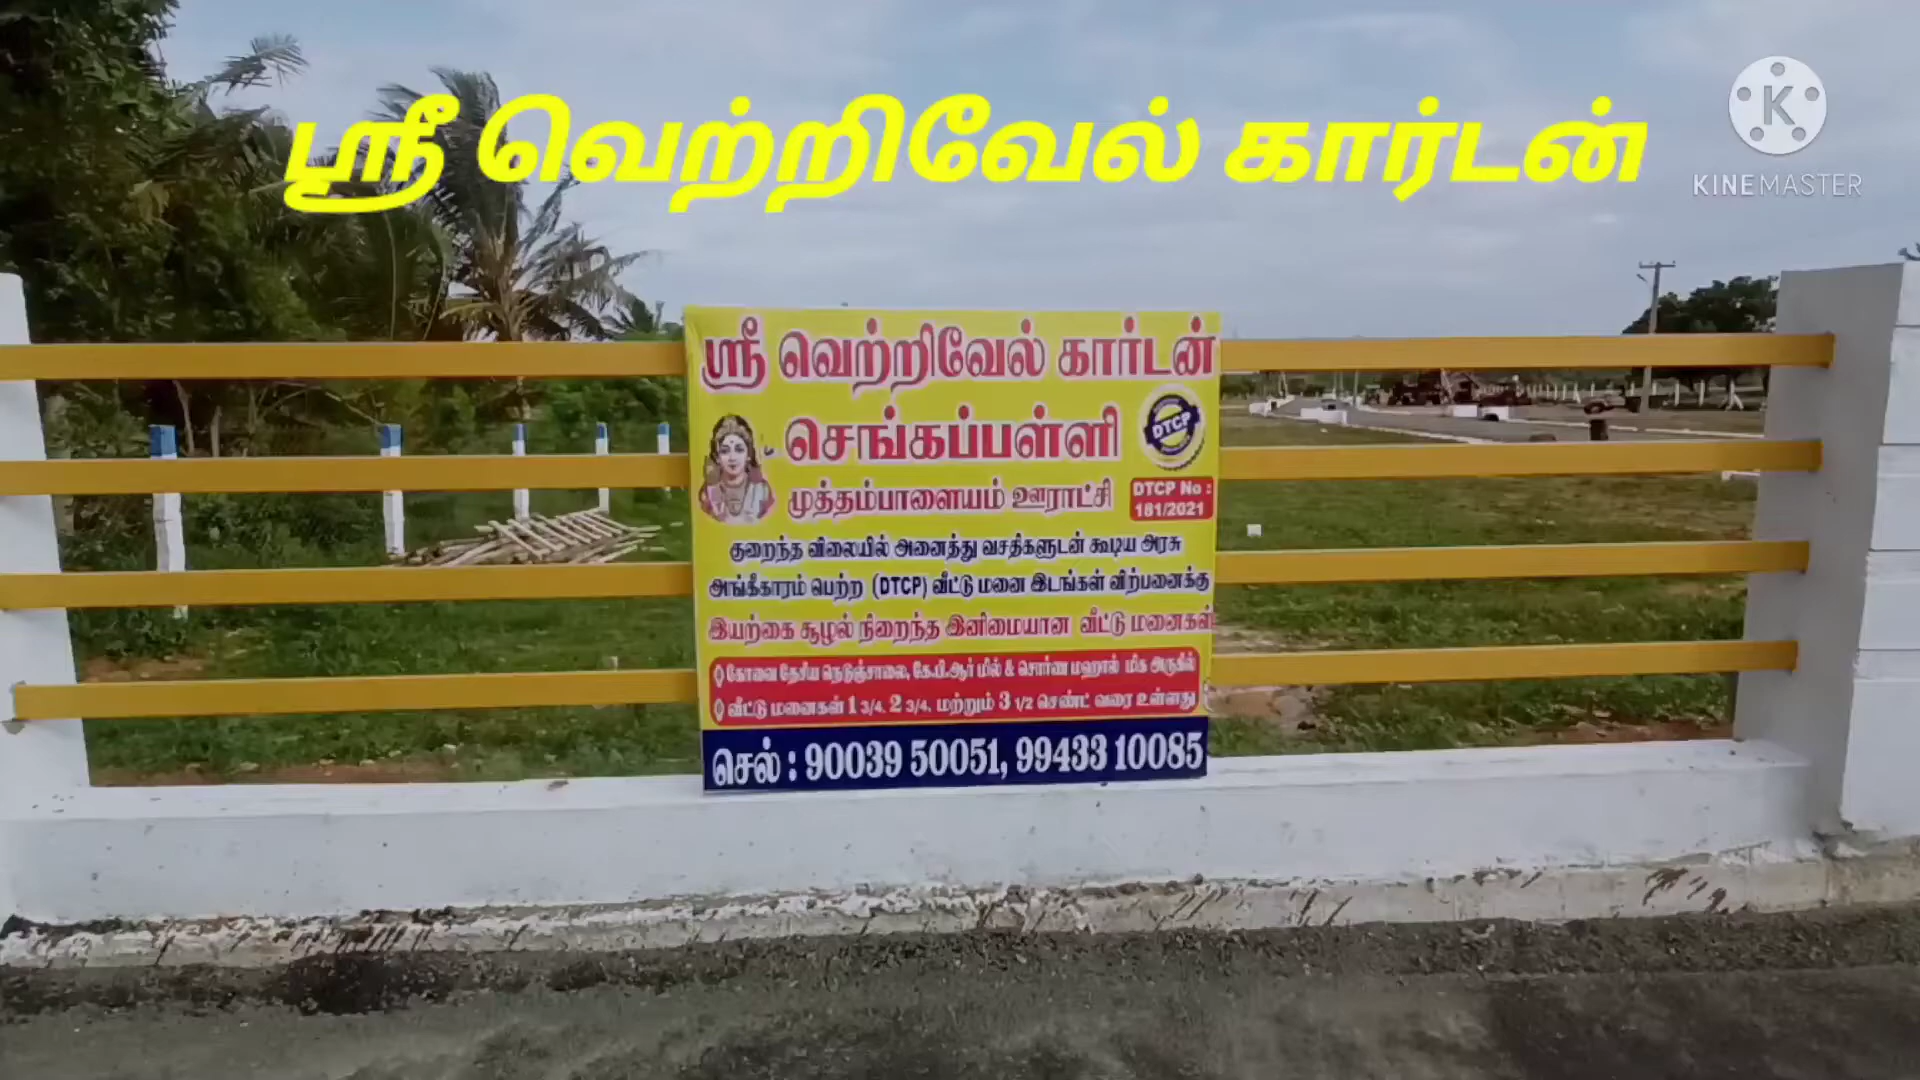 ஸ்ரீ வெற்றிவேல் கார்டன்
KINEMASTER
ஸ்ரீ வெற்றிவேல் கார்டன்
செங்கப்பள்ளி
DTCP
முத்தம்பாளையம் ஊராட்சி
DTCP No :
181/2021
குறைந்த விலையில் அனைத்து வசதிகளுடன் கூடிய அரசு
அங்கீகாரம் பெற்ற (DTCP) வீட்டு மனை இடங்கள் விற்பனைக்கு
இயற்கை சூழல் நிறைந்த இனிமையான வீட்டு மனைகள்
கோவை தேசிய நெடுஞ்சாலை, கே.பி.ஆர் மில் & சொர்ண மஹால் மிக அருகில்
வீட்டு மனைகள் 1 3/4, 2 3/4, மற்றும் 3 1/2 செண்ட் வரை உள்ளது
செல் : 90039 50051, 99433 10085